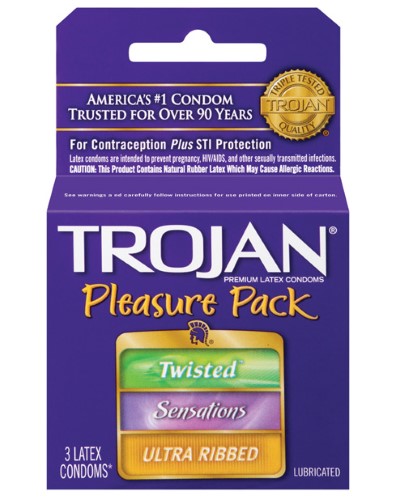 AMERICA'S #1 CONDOM
TRUSTED FOR OVER 90 YEARS
TRIPLE TESTED
TROJAN
QUALITY
For Contraception Plus STI Protection
Latex condoms are intended to prevent pregnancy, HIV/AIDS, and other sexually transmitted infections.
CAUTION: This Product Contains Natural Rubber Latex Which May Cause Allergic Reactions.
See warnings and carefully follow instructions for use printed on inner side of carton.
TROJAN®
PREMIUM LATEX CONDOMS
Pleasure Pack
Twisted™
Sensations
ULTRA RIBBED
3 LATEX
CONDOMS*
LUBRICATED